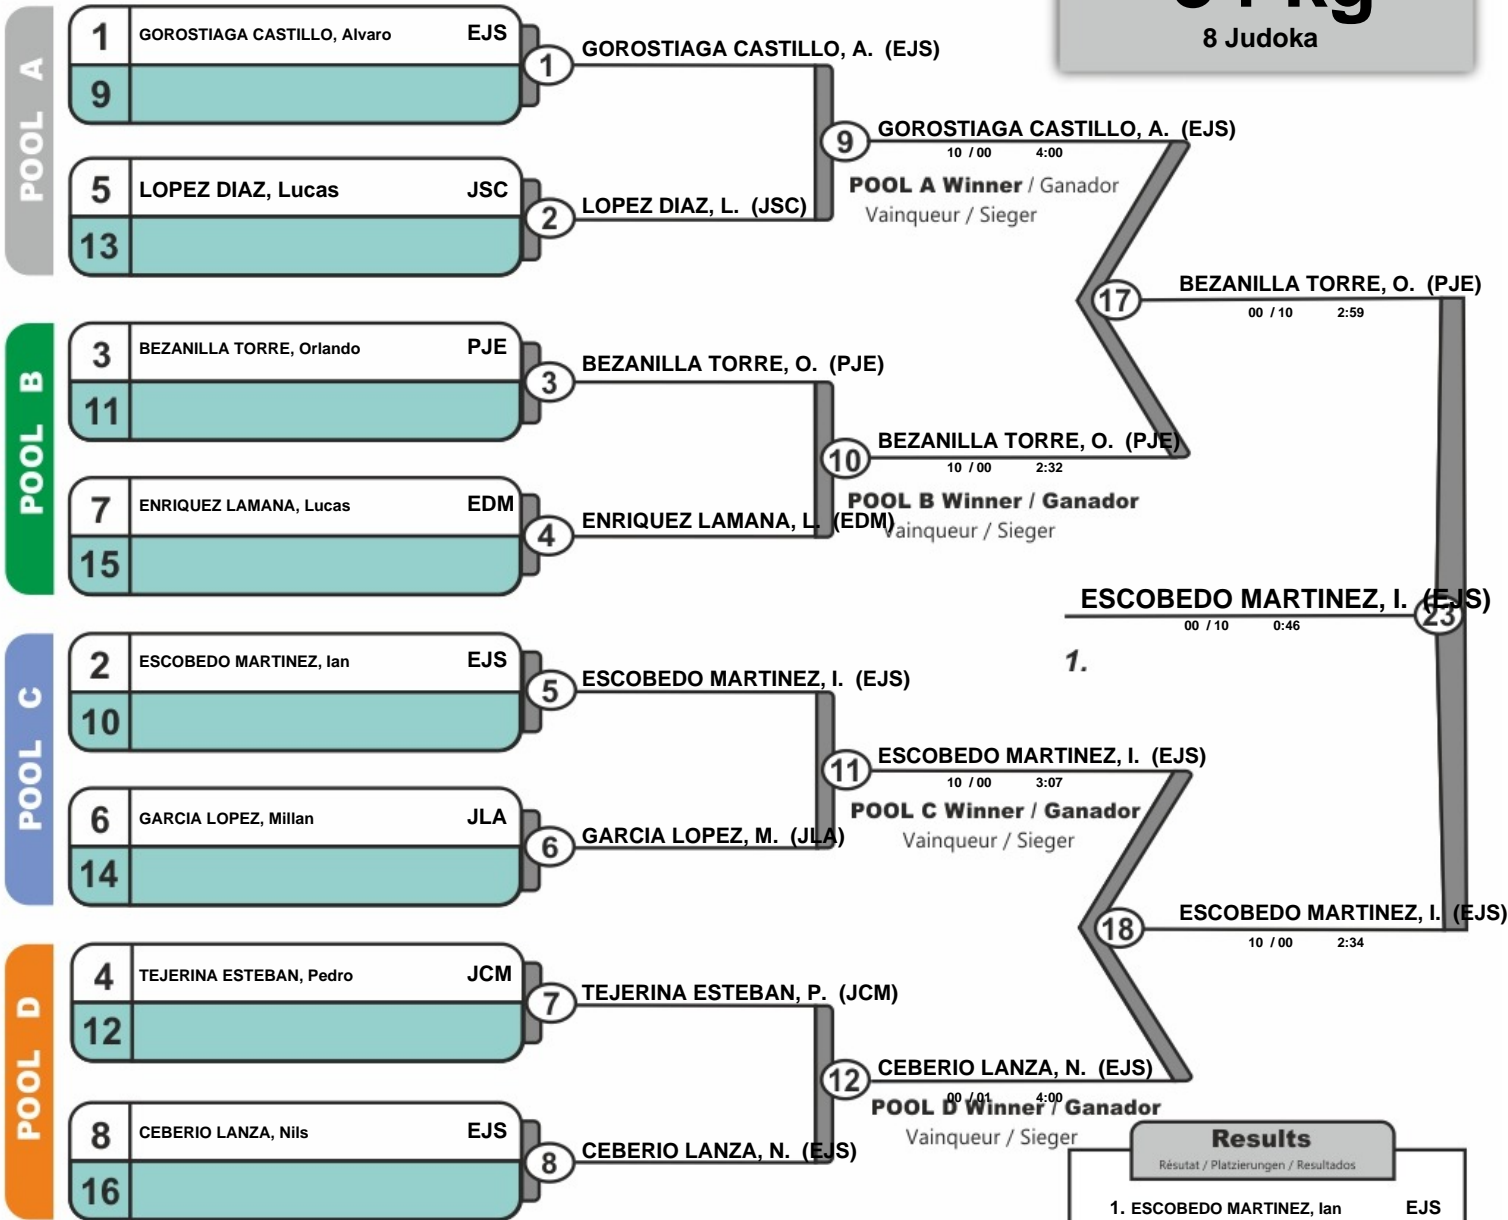 8 Judoka
POOL A
1 GOROSTIAGA CASTILLO, Alvaro EJS
9
5 LOPEZ DIAZ, Lucas JSC
13
1 GOROSTIAGA CASTILLO, A. (EJS)
2 LOPEZ DIAZ, L. (JSC)
9 GOROSTIAGA CASTILLO, A. (EJS)
10 / 00 4:00
POOL A Winner / Ganador
Vainqueur / Sieger
POOL B
3 BEZANILLA TORRE, Orlando PJE
11
7 ENRIQUEZ LAMANA, Lucas EDM
15
3 BEZANILLA TORRE, O. (PJE)
4 ENRIQUEZ LAMANA, L. (EDM)
10 BEZANILLA TORRE, O. (PJE)
10 / 00 2:32
POOL B Winner / Ganador
Vainqueur / Sieger
17 BEZANILLA TORRE, O. (PJE)
00 / 10 2:59
ESCOBEDO MARTINEZ, I. (EJS)
23
00 / 10 0:46
1.
POOL C
2 ESCOBEDO MARTINEZ, Ian EJS
10
6 GARCIA LOPEZ, Millan JLA
14
5 ESCOBEDO MARTINEZ, I. (EJS)
6 GARCIA LOPEZ, M. (JLA)
11 ESCOBEDO MARTINEZ, I. (EJS)
10 / 00 3:07
POOL C Winner / Ganador
Vainqueur / Sieger
POOL D
4 TEJERINA ESTEBAN, Pedro JCM
12
8 CEBERIO LANZA, Nils EJS
16
7 TEJERINA ESTEBAN, P. (JCM)
8 CEBERIO LANZA, N. (EJS)
12 CEBERIO LANZA, N. (EJS)
00 / 01 4:00
POOL D Winner / Ganador
Vainqueur / Sieger
18 ESCOBEDO MARTINEZ, I. (EJS)
10 / 00 2:34
Results
Résutat / Platzierungen / Resultados
1. ESCOBEDO MARTINEZ, Ian EJS